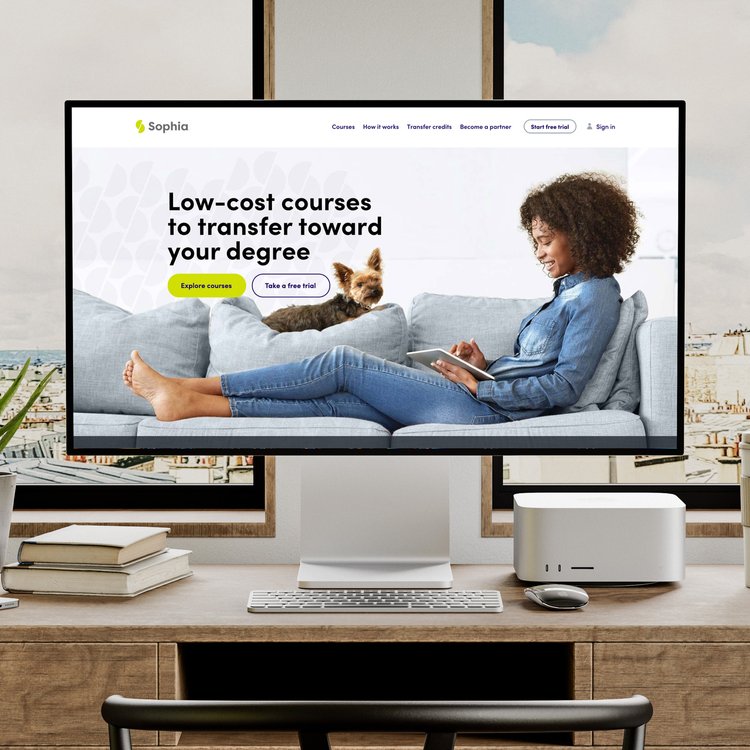 Sophia
Courses How it works Transfer credits Become a partner Start free trial Sign in
Low-cost courses
to transfer toward
your degree
Explore courses Take a free trial